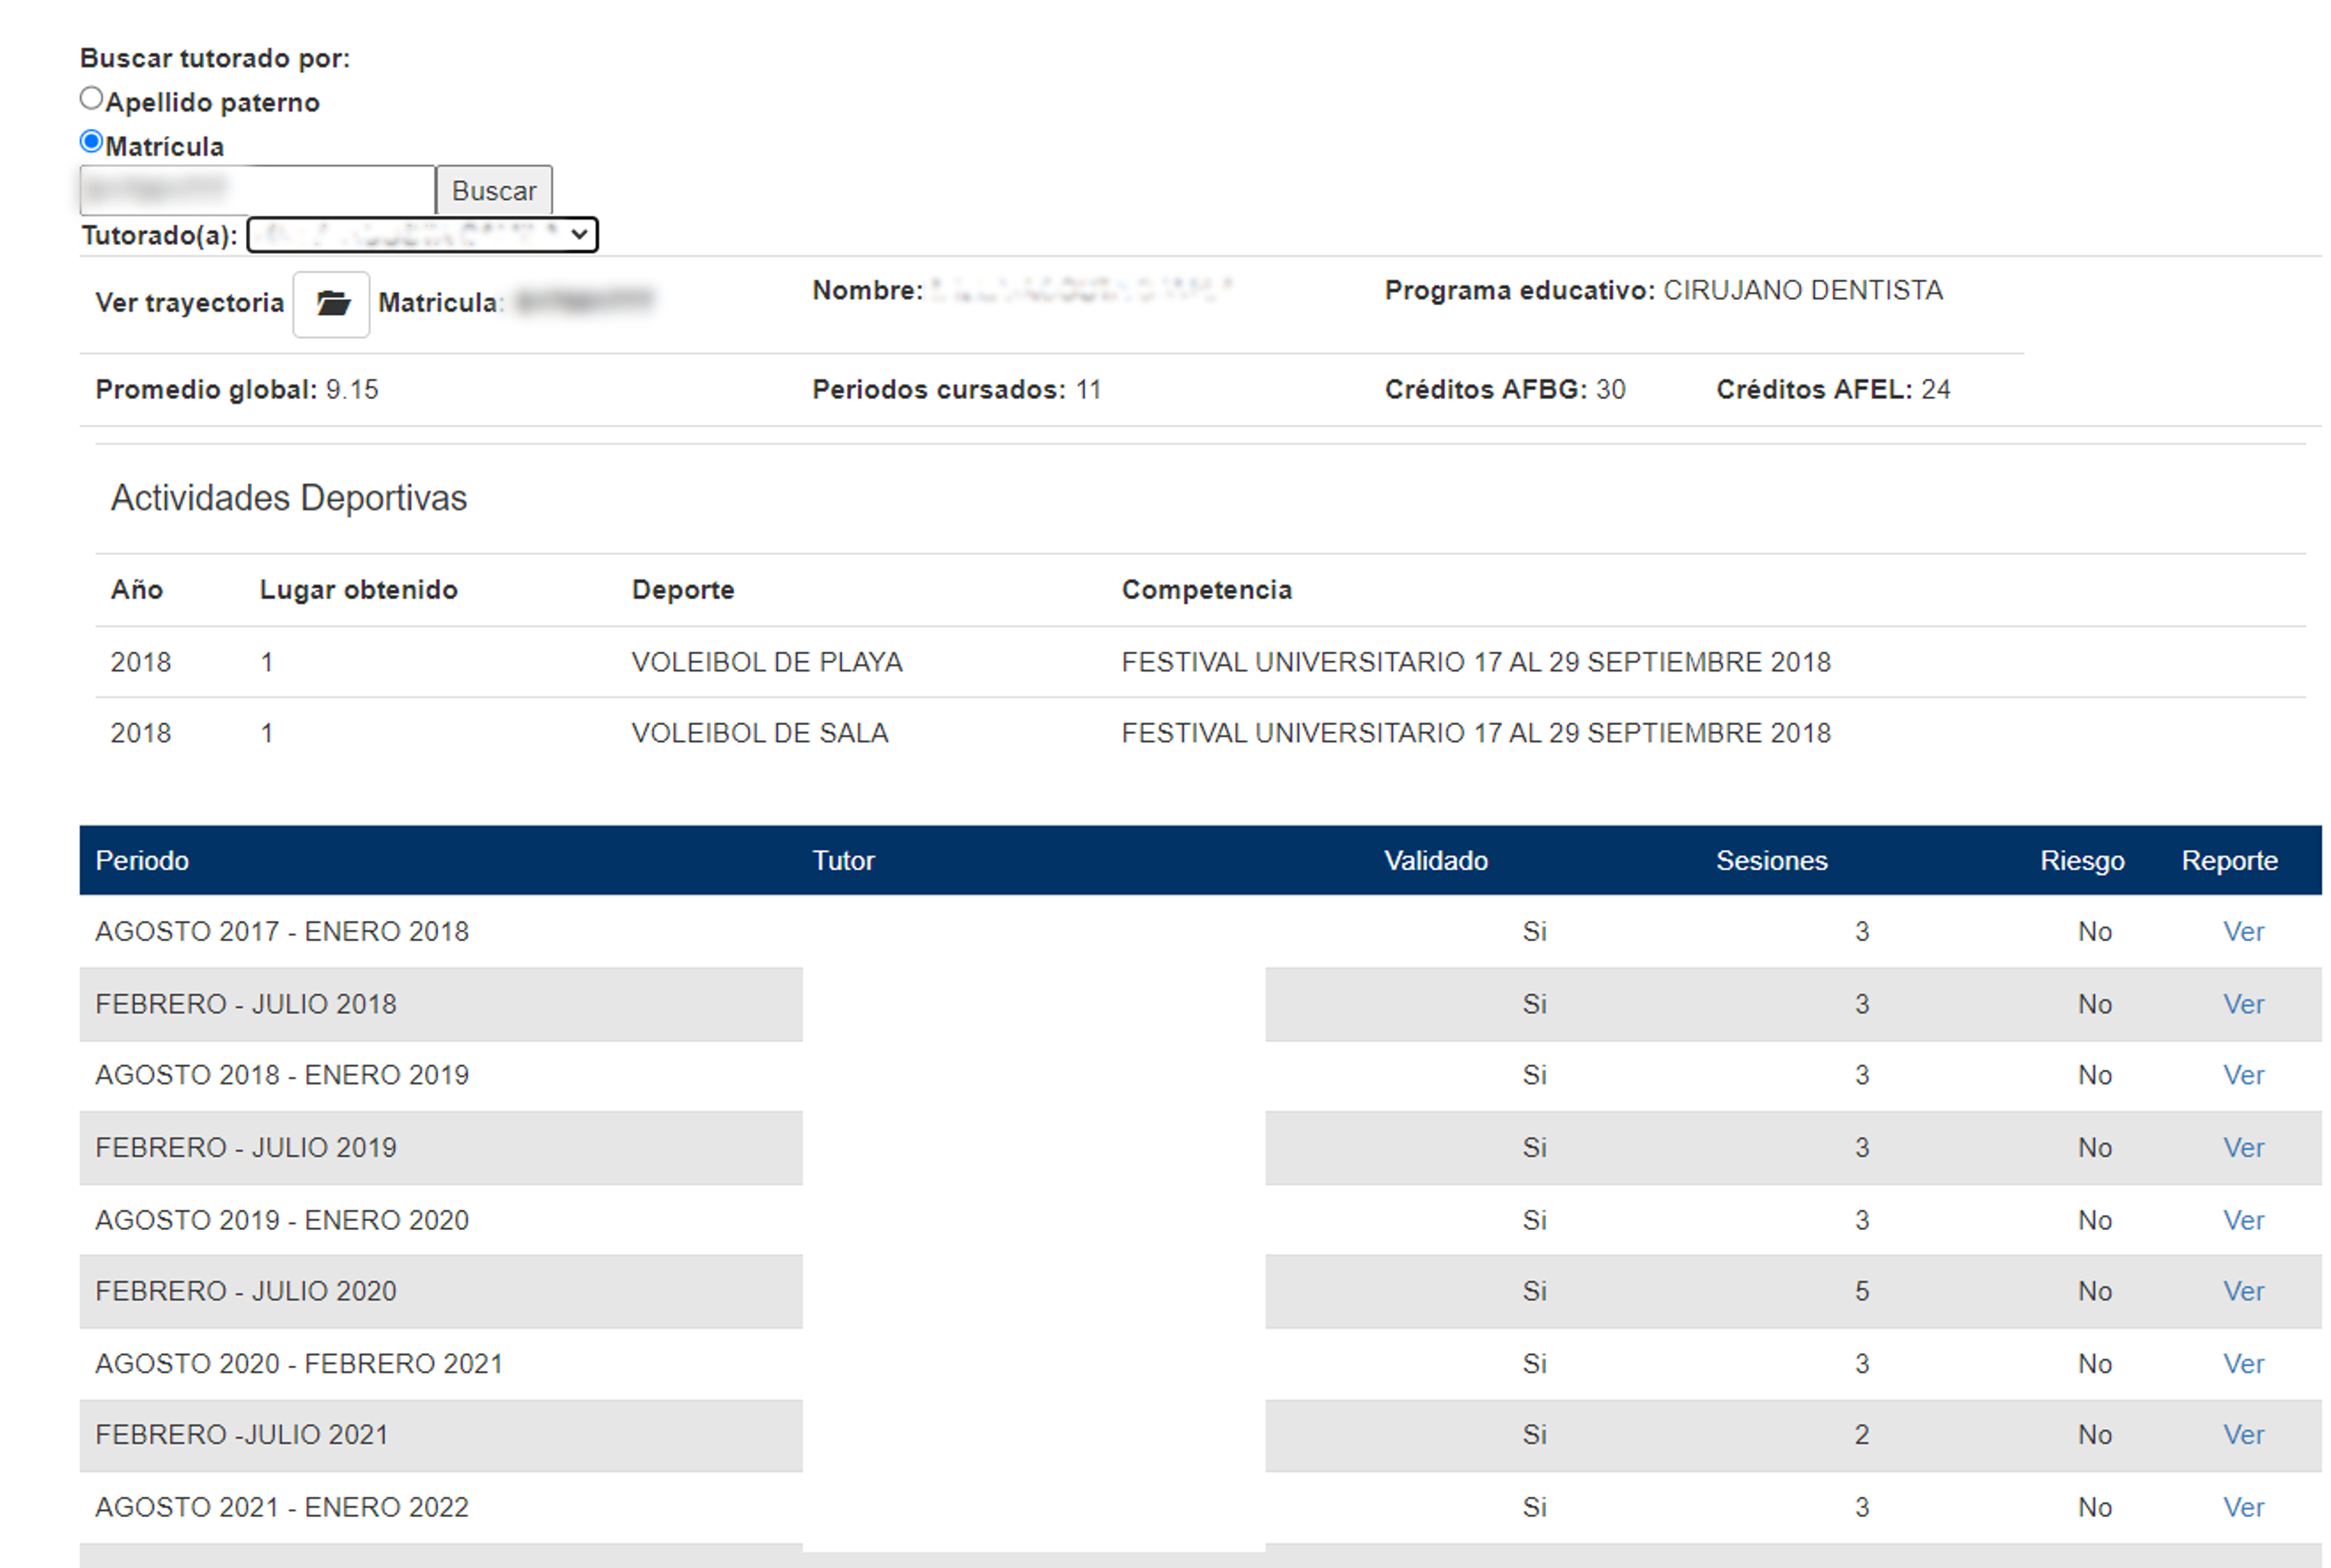 Buscar tutorado por:
Apellido paterno
Matrícula
Buscar
Tutorado(a):
Ver trayectoria Matricula: Nombre: Programa educativo: CIRUJANO DENTISTA
Promedio global: 9.15 Periodos cursados: 11 Créditos AFBG: 30 Créditos AFEL: 24
Actividades Deportivas
Año Lugar obtenido Deporte Competencia
2018 1 VOLEIBOL DE PLAYA FESTIVAL UNIVERSITARIO 17 AL 29 SEPTIEMBRE 2018
2018 1 VOLEIBOL DE SALA FESTIVAL UNIVERSITARIO 17 AL 29 SEPTIEMBRE 2018
Periodo Tutor Validado Sesiones Riesgo Reporte
AGOSTO 2017 - ENERO 2018 Si 3 No Ver
FEBRERO - JULIO 2018 Si 3 No Ver
AGOSTO 2018 - ENERO 2019 Si 3 No Ver
FEBRERO - JULIO 2019 Si 3 No Ver
AGOSTO 2019 - ENERO 2020 Si 3 No Ver
FEBRERO - JULIO 2020 Si 5 No Ver
AGOSTO 2020 - FEBRERO 2021 Si 3 No Ver
FEBRERO -JULIO 2021 Si 2 No Ver
AGOSTO 2021 - ENERO 2022 Si 3 No Ver